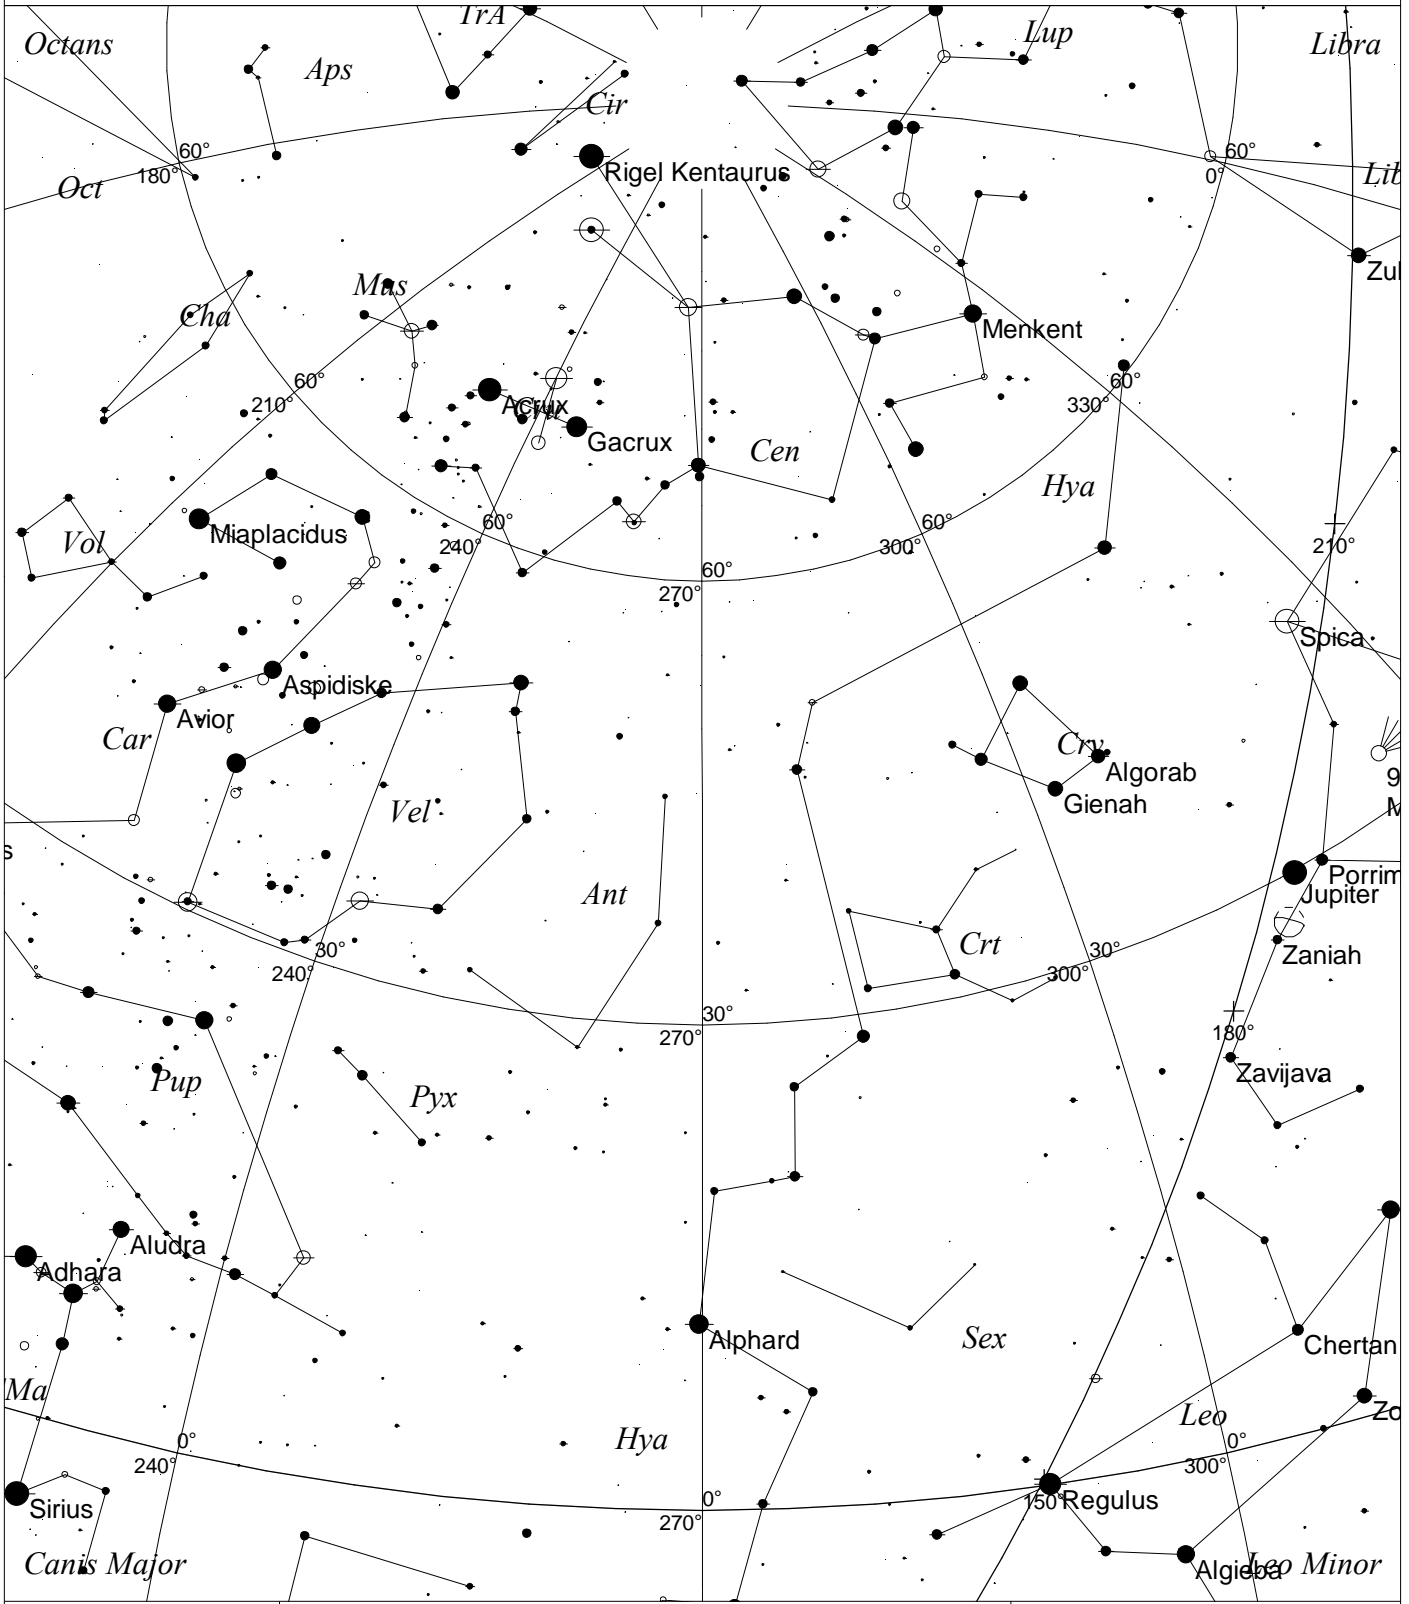 TrA
Octans
Lup
Libra
Aps
Cir
60°
60°
Rigel Kentaurus
180°
0°
Oct
Lib
Zul
Mus
Cha
Menkent
60°
60°
210°
330°
Acrux
Cru
Gacrux
Cen
Hya
60°
60°
Miaplacidus
Vol
240°
300°
210°
60°
270°
Spica
Aspidiske
Avior
Car
Crv
Algorab
9
Gienah
M
Vel
s
Porrim
Ant
Jupiter
Crt
30°
30°
Zaniah
240°
300°
30°
180°
270°
Zavijava
Pup
Pyx
Aludra
Adhara
Alphard
Sex
Chertan
Ma
Zo
Leo
Hya
0°
0°
240°
300°
0°
150°
Regulus
Sirius
270°
Canis Major
Algieba
Leo Minor